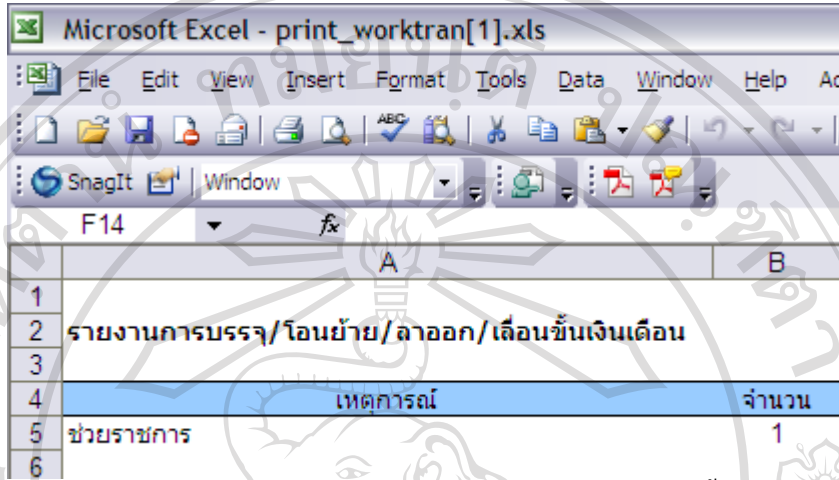 Microsoft Excel - print_worktran[1].xls
File Edit View Insert Format Tools Data Window Help Ad
ABC
SnagIt Window
F14 fx
A B
1
2 รายงานการบรรจุ/โอนย้าย/ลาออก/เลื่อนขั้นเงินเดือน
3
4 เหตุการณ์ จำนวน
5 ช่วยราชการ 1
6